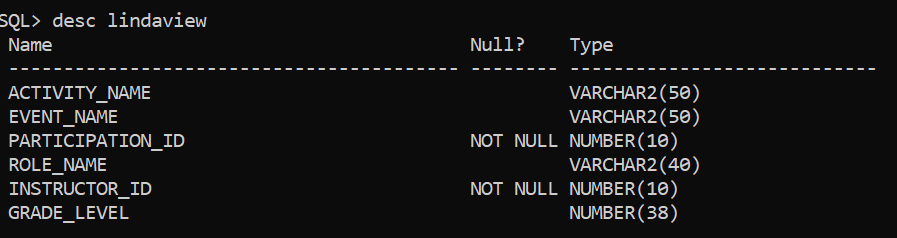 SQL> desc lindaview
Name Null? Type
----------------------------------------- -------- ----------------------------
ACTIVITY_NAME VARCHAR2(50)
EVENT_NAME VARCHAR2(50)
PARTICIPATION_ID NOT NULL NUMBER(10)
ROLE_NAME VARCHAR2(40)
INSTRUCTOR_ID NOT NULL NUMBER(10)
GRADE_LEVEL NUMBER(38)